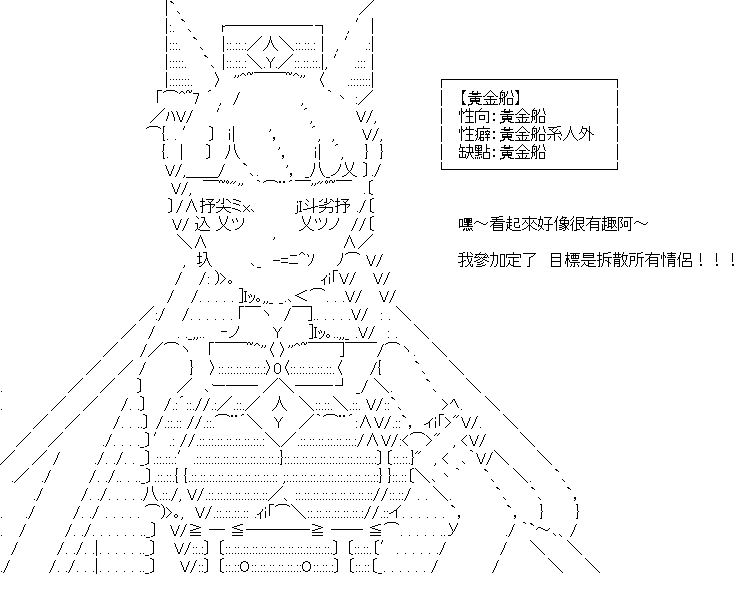 【黃金船】
性向：黃金船
性癖：黃金船系人外
缺點：黃金船
嘿～看起來好像很有趣阿～
我參加定了　目標是拆散所有情侶！！！